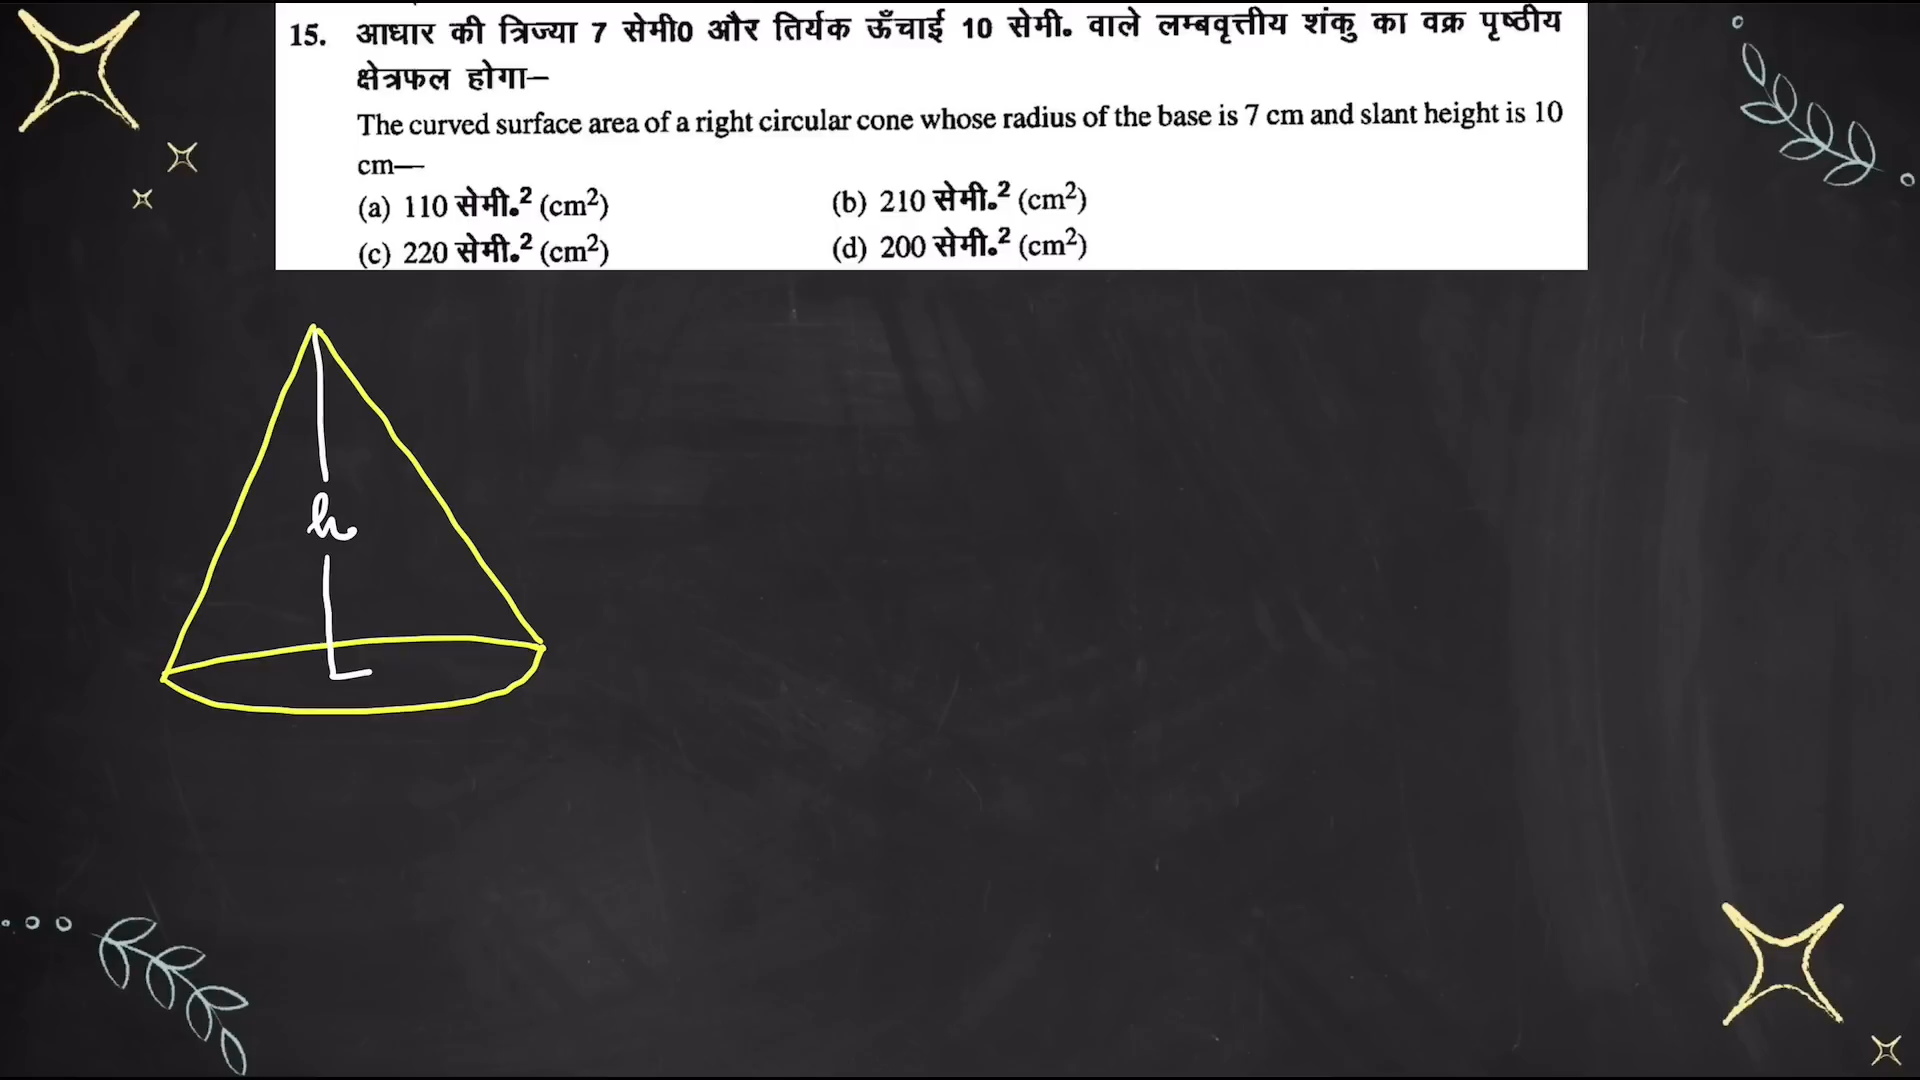 15. आधार की त्रिज्या 7 सेमी0 और तिर्यक ऊँचाई 10 सेमी. वाले लम्बवृत्तीय शंकु का वक्र पृष्ठीय
क्षेत्रफल होगा–
The curved surface area of a right circular cone whose radius of the base is 7 cm and slant height is 10
cm—
(a) 110 सेमी.² (cm²) (b) 210 सेमी.² (cm²)
(c) 220 सेमी.² (cm²) (d) 200 सेमी.² (cm²)
h